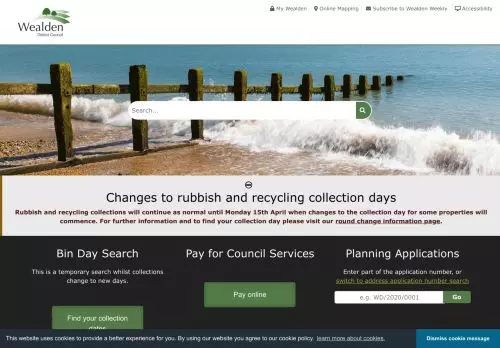 My Wealden
Online Mapping
Subscribe to Wealden Weekly
Accessibility
Wealden
District Council
Search...
Changes to rubbish and recycling collection days
Rubbish and recycling collections will continue as normal until Monday 15th April when changes to the collection day for some properties will
commence. For further information and to find your collection day please visit our round change information page.
Bin Day Search
This is a temporary search whilst collections
change to new days.
Find your collection
dates
Pay for Council Services
Pay online
Planning Applications
Enter part of the application number, or
switch to address application number search
e.g. WD/2020/0001
Go
This website uses cookies to provide a better experience for you. By using our website you agree to our cookie policy. learn more about cookies.
Dismiss cookie message